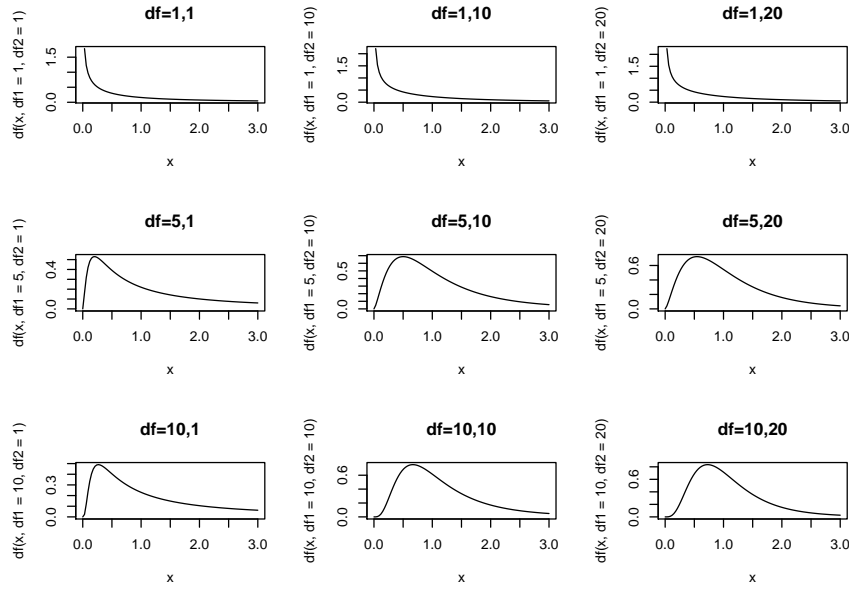 df=1,1
df(x, df1 = 1, df2 = 1)
0.0 1.5
0.0 1.0 2.0 3.0
x
df=1,10
df(x, df1 = 1, df2 = 10)
0.0 1.5
0.0 1.0 2.0 3.0
x
df=1,20
df(x, df1 = 1, df2 = 20)
0.0 1.5
0.0 1.0 2.0 3.0
x
df=5,1
df(x, df1 = 5, df2 = 1)
0.0 0.4
0.0 1.0 2.0 3.0
x
df=5,10
df(x, df1 = 5, df2 = 10)
0.0 0.5
0.0 1.0 2.0 3.0
x
df=5,20
df(x, df1 = 5, df2 = 20)
0.0 0.6
0.0 1.0 2.0 3.0
x
df=10,1
df(x, df1 = 10, df2 = 1)
0.0 0.3
0.0 1.0 2.0 3.0
x
df=10,10
df(x, df1 = 10, df2 = 10)
0.0 0.6
0.0 1.0 2.0 3.0
x
df=10,20
df(x, df1 = 10, df2 = 20)
0.0 0.6
0.0 1.0 2.0 3.0
x